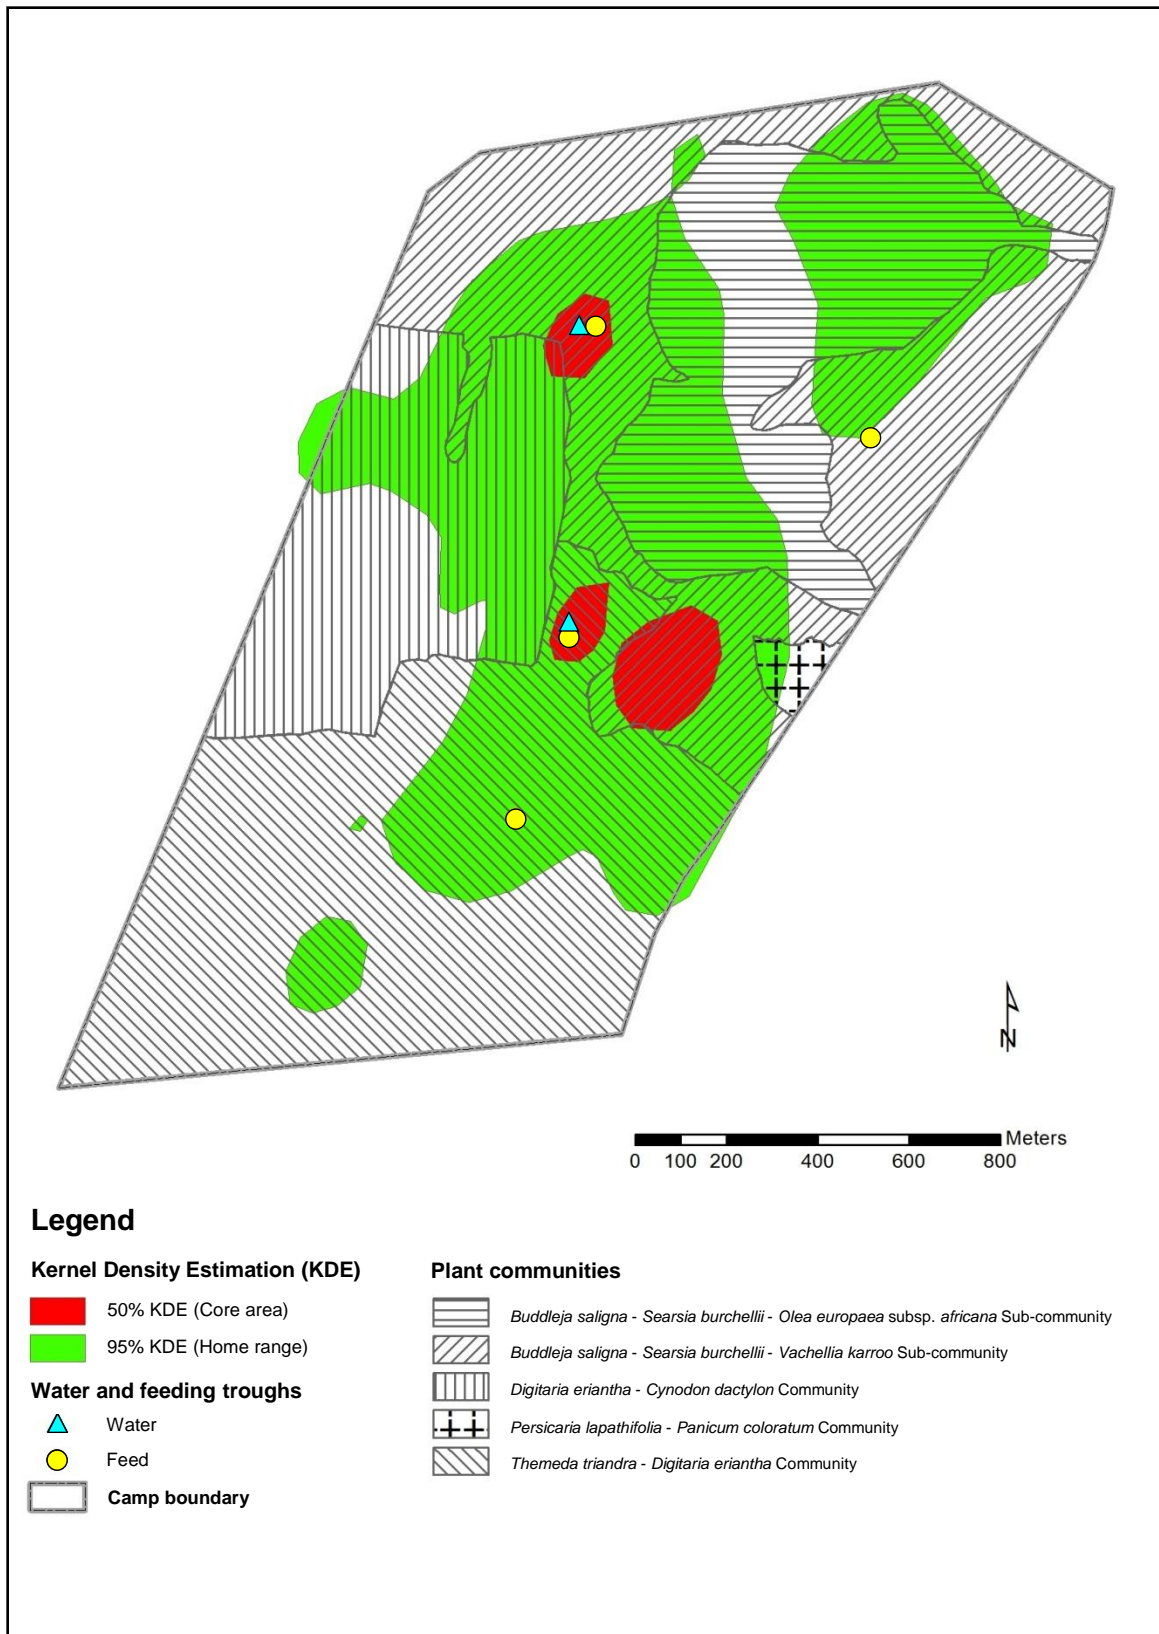 N
Meters
0 100 200 400 600 800
Legend
Kernel Density Estimation (KDE)
50% KDE (Core area)
95% KDE (Home range)
Water and feeding troughs
Water
Feed
Camp boundary
Plant communities
Buddleja saligna - Searsia burchellii - Olea europaea subsp. africana Sub-community
Buddleja saligna - Searsia burchellii - Vachellia karroo Sub-community
Digitaria eriantha - Cynodon dactylon Community
Persicaria lapathifolia - Panicum coloratum Community
Themeda triandra - Digitaria eriantha Community